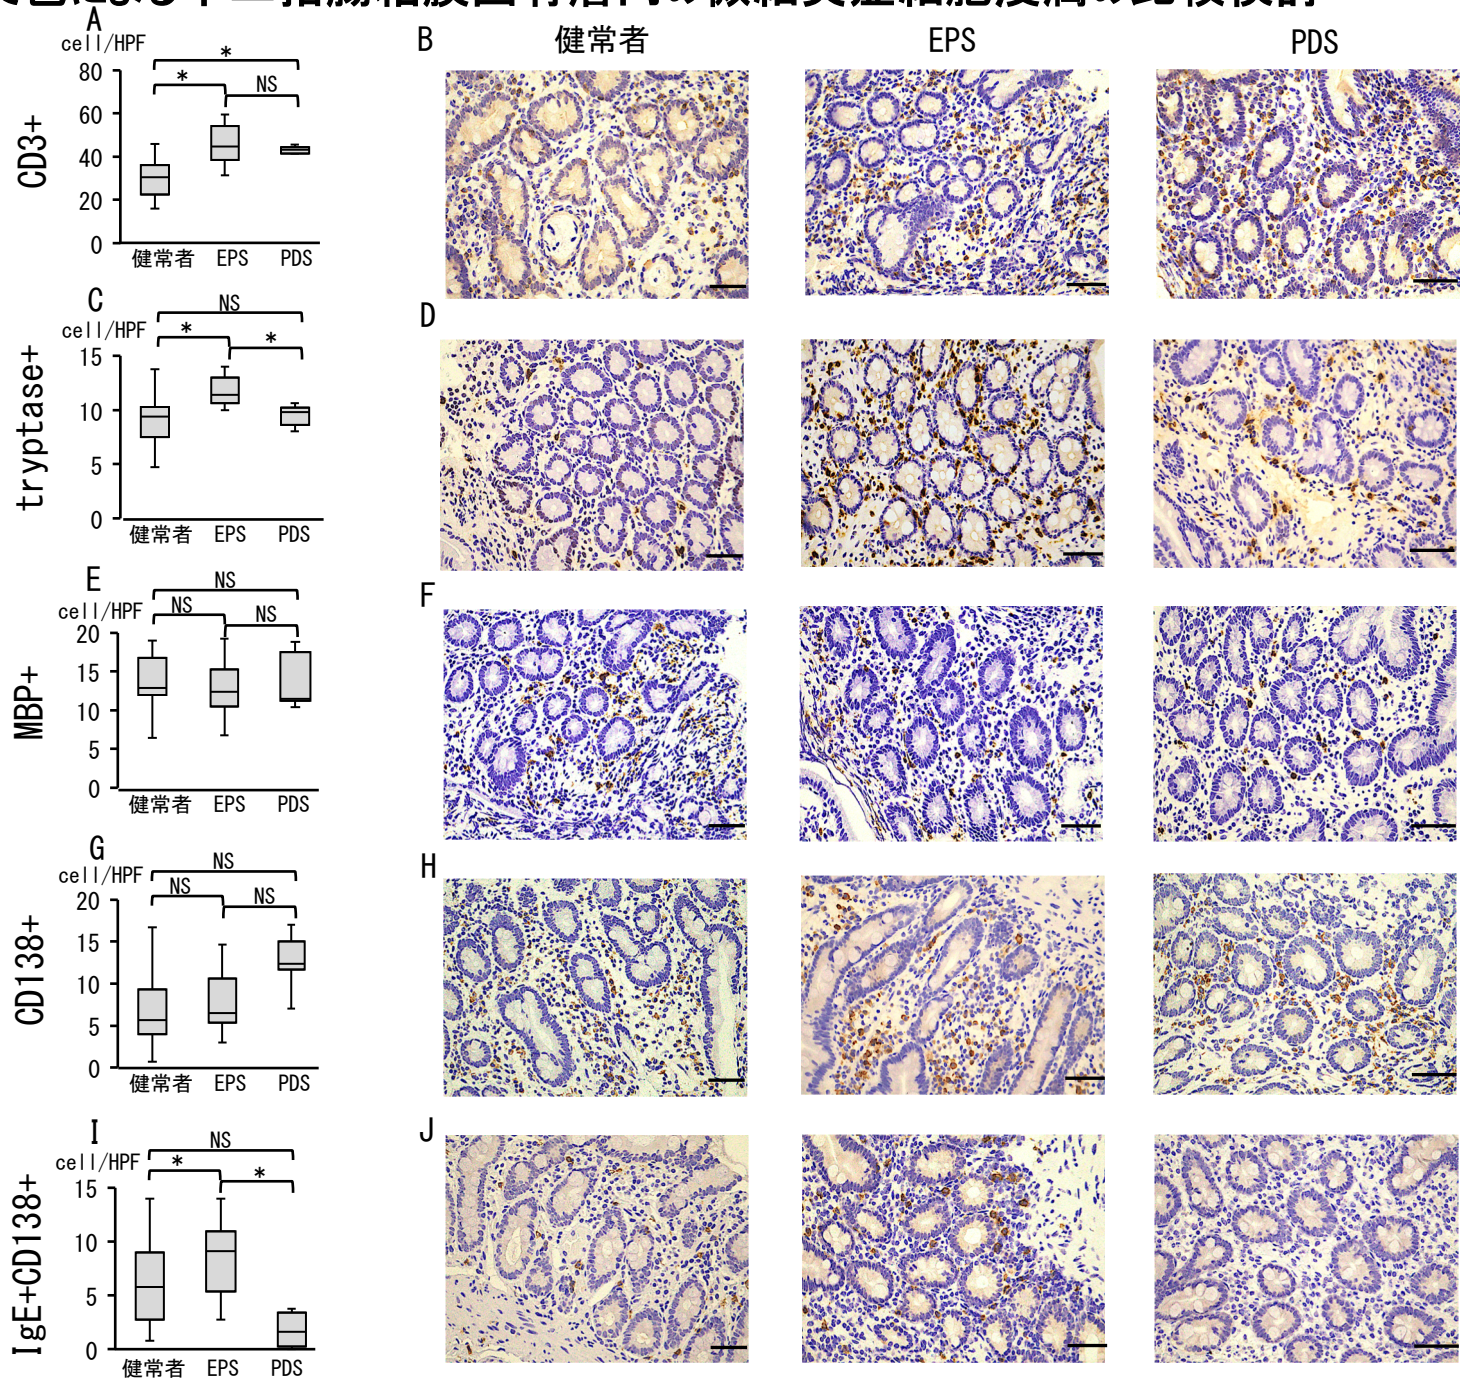 A
B
健常者
EPS
PDS
cell/HPF
CD3+
*
*
NS
80
60
40
20
0
健常者 EPS PDS
C
D
cell/HPF
tryptase+
NS
*
*
15
10
5
0
健常者 EPS PDS
E
F
cell/HPF
MBP+
NS
NS
NS
20
15
10
5
0
健常者 EPS PDS
G
H
cell/HPF
CD138+
NS
NS
NS
20
15
10
5
0
健常者 EPS PDS
I
J
cell/HPF
IgE+CD138+
NS
*
*
15
10
5
0
健常者 EPS PDS